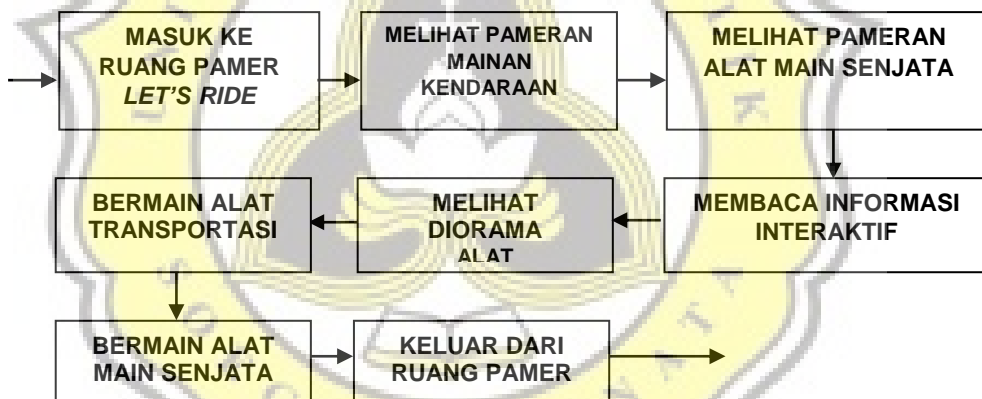 MASUK KE
RUANG PAMER
LET'S RIDE
MELIHAT PAMERAN
MAINAN
KENDARAAN
MELIHAT PAMERAN
ALAT MAIN SENJATA
MEMBACA INFORMASI
INTERAKTIF
MELIHAT
DIORAMA
ALAT
BERMAIN ALAT
TRANSPORTASI
BERMAIN ALAT
MAIN SENJATA
KELUAR DARI
RUANG PAMER